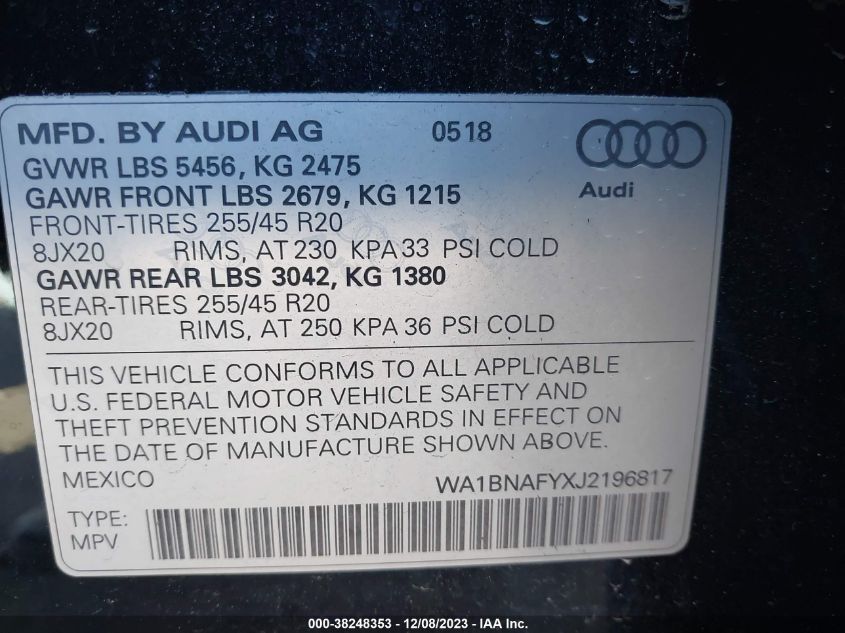 MFD. BY AUDI AG 0518
Audi
GVWR LBS 5456, KG 2475
GAWR FRONT LBS 2679, KG 1215
FRONT-TIRES 255/45 R20
8JX20 RIMS, AT 230 KPA 33 PSI COLD
GAWR REAR LBS 3042, KG 1380
REAR-TIRES 255/45 R20
8JX20 RIMS, AT 250 KPA 36 PSI COLD
THIS VEHICLE CONFORMS TO ALL APPLICABLE
U.S. FEDERAL MOTOR VEHICLE SAFETY AND
THEFT PREVENTION STANDARDS IN EFFECT ON
THE DATE OF MANUFACTURE SHOWN ABOVE.
MEXICO WA1BNAFYXJ2196817
TYPE:
MPV
000-38248353 - 12/08/2023 - IAA Inc.